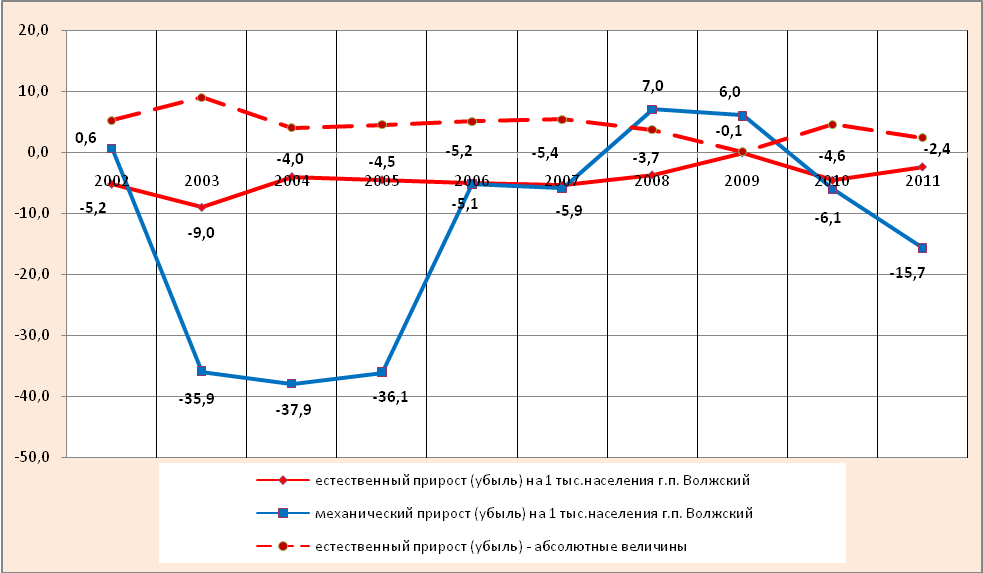 20,0
10,0
0,0
-10,0
-20,0
-30,0
-40,0
-50,0
7,0 6,0
0,6 -4,0 -4,5 -5,2 -5,4 -3,7 -0,1 -4,6 -2,4
2002 2003 2004 2005 2006 2007 2008 2009 2010 2011
-5,2 -9,0 -5,1 -5,9 -6,1
-15,7
-35,9 -37,9 -36,1
естественный прирост (убыль) на 1 тыс.населения г.п. Волжский
механический прирост (убыль) на 1 тыс.населения г.п. Волжский
естественный прирост (убыль) - абсолютные величины